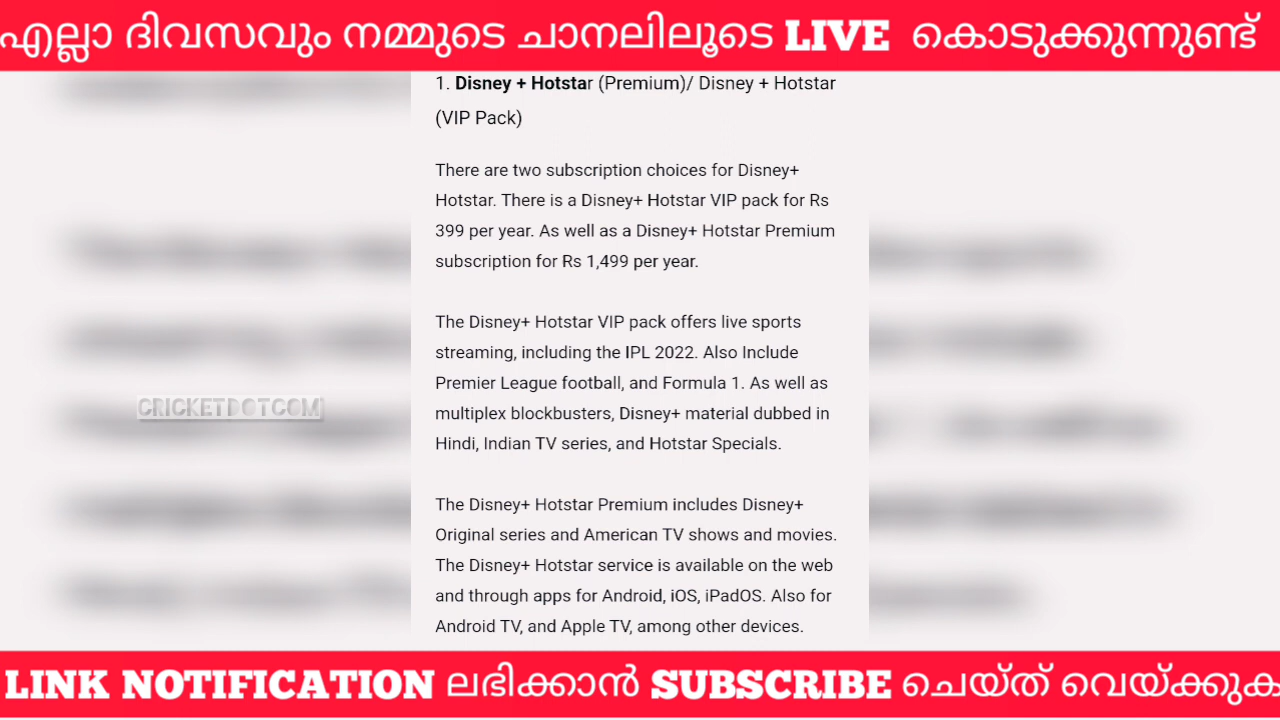 എല്ലാ ദിവസവും നമ്മുടെ ചാനലിലൂടെ LIVE കൊടുക്കുന്നുണ്ട്
1. Disney + Hotstar (Premium)/ Disney + Hotstar
(VIP Pack)
There are two subscription choices for Disney+
Hotstar. There is a Disney+ Hotstar VIP pack for Rs
399 per year. As well as a Disney+ Hotstar Premium
subscription for Rs 1,499 per year.
The Disney+ Hotstar VIP pack offers live sports
streaming, including the IPL 2022. Also Include
Premier League football, and Formula 1. As well as
multiplex blockbusters, Disney+ material dubbed in
Hindi, Indian TV series, and Hotstar Specials.
CRICKETDOTCOM
The Disney+ Hotstar Premium includes Disney+
Original series and American TV shows and movies.
The Disney+ Hotstar service is available on the web
and through apps for Android, iOS, iPadOS. Also for
Android TV, and Apple TV, among other devices.
LINK NOTIFICATION ലഭിക്കാൻ SUBSCRIBE ചെയ്ത് വെയ്ക്കുക